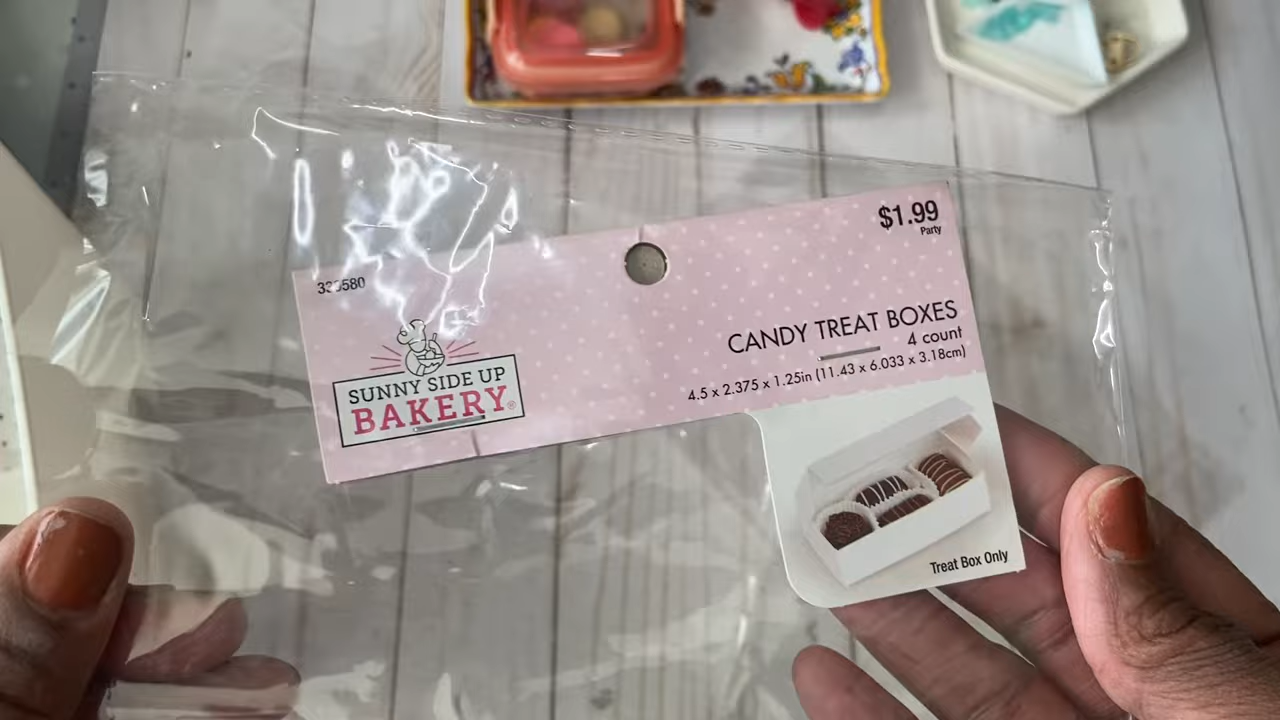 $1.99
Party
CANDY TREAT BOXES
4 count
4.5 x 2.375 x 1.25in (11.43 x 6.033 x 3.18cm)
SUNNY SIDE UP
BAKERY®
Treat Box Only